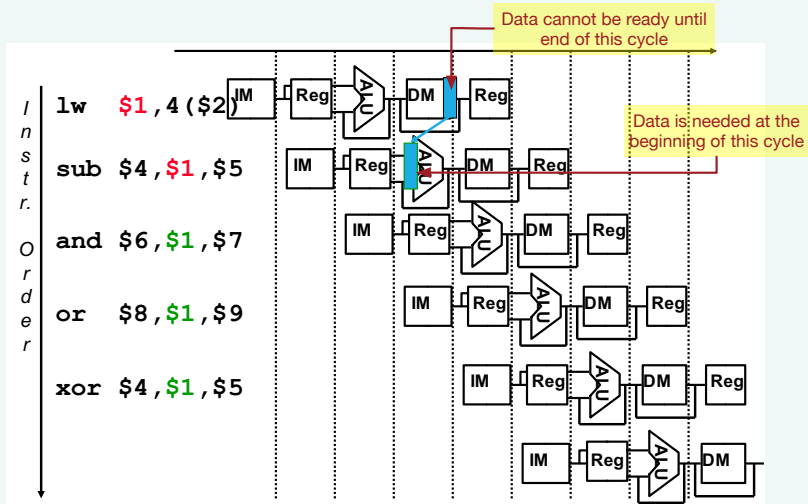 Data cannot be ready until
end of this cycle
Instr. Order
lw $1,4($2)
IM Reg ALU DM Reg
Data is needed at the
beginning of this cycle
sub $4,$1,$5
IM Reg ALU DM Reg
and $6,$1,$7
IM Reg ALU DM Reg
or $8,$1,$9
IM Reg ALU DM Reg
xor $4,$1,$5
IM Reg ALU DM Reg
IM Reg ALU DM